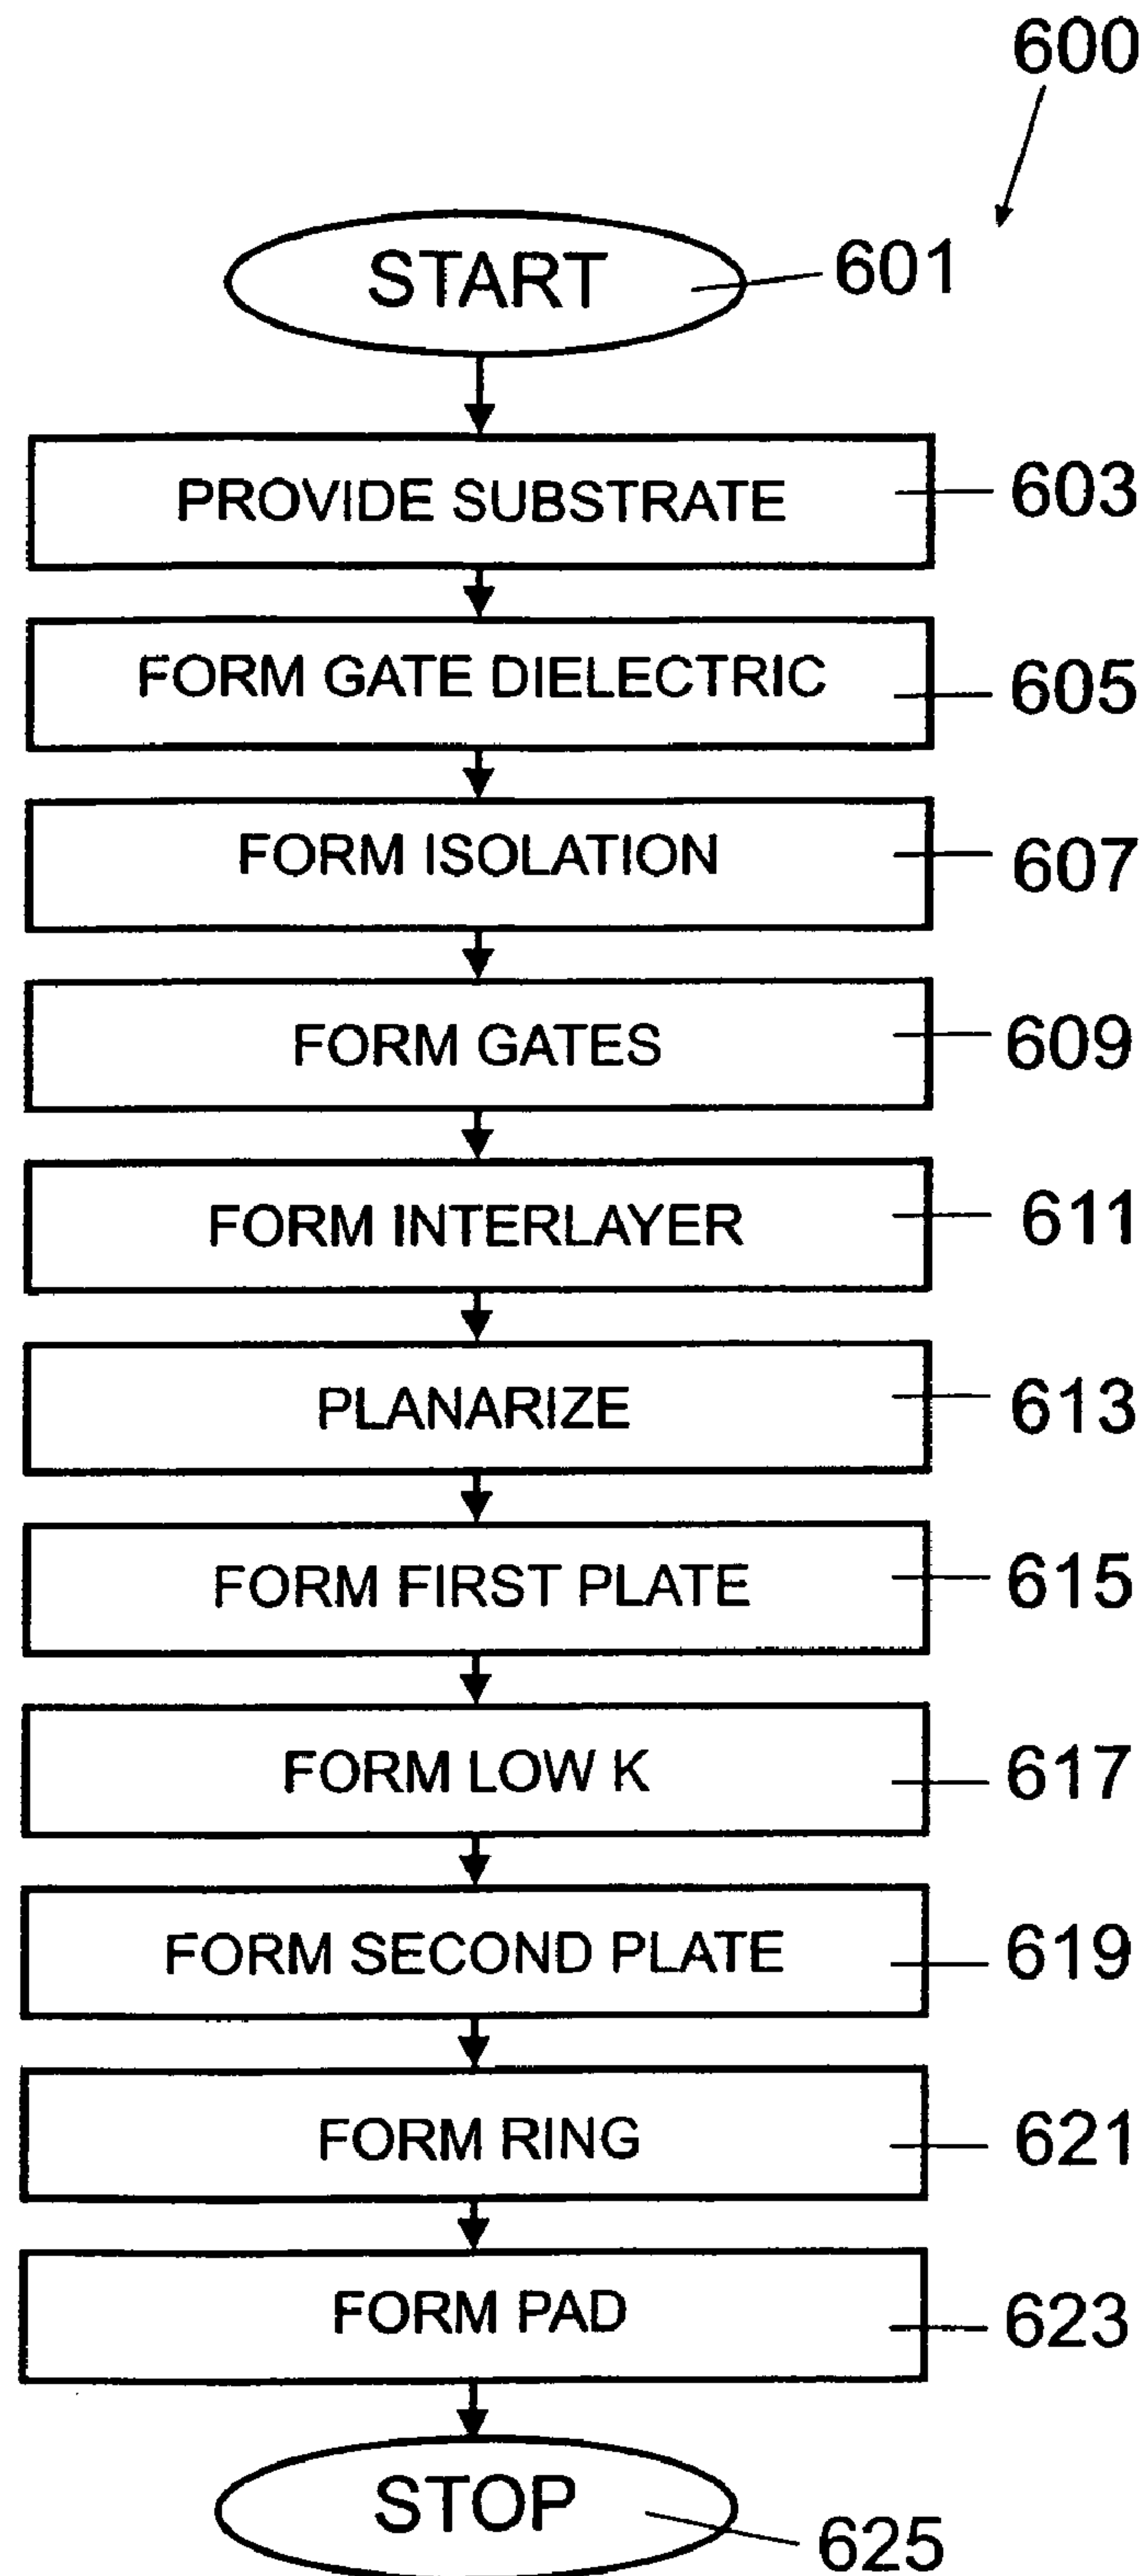 600
START 601
PROVIDE SUBSTRATE 603
FORM GATE DIELECTRIC 605
FORM ISOLATION 607
FORM GATES 609
FORM INTERLAYER 611
PLANARIZE 613
FORM FIRST PLATE 615
FORM LOW K 617
FORM SECOND PLATE 619
FORM RING 621
FORM PAD 623
STOP 625